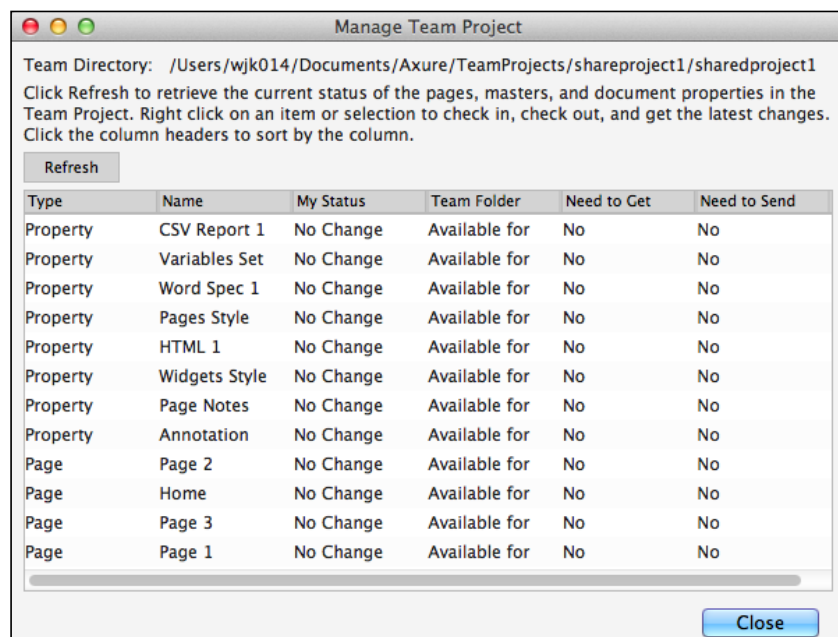 Manage Team Project
Team Directory: /Users/wjk014/Documents/Axure/TeamProjects/shareproject1/sharedproject1
Click Refresh to retrieve the current status of the pages, masters, and document properties in the
Team Project. Right click on an item or selection to check in, check out, and get the latest changes.
Click the column headers to sort by the column.
Refresh
Type Name My Status Team Folder Need to Get Need to Send
Property CSV Report 1 No Change Available for No No
Property Variables Set No Change Available for No No
Property Word Spec 1 No Change Available for No No
Property Pages Style No Change Available for No No
Property HTML 1 No Change Available for No No
Property Widgets Style No Change Available for No No
Property Page Notes No Change Available for No No
Property Annotation No Change Available for No No
Page Page 2 No Change Available for No No
Page Home No Change Available for No No
Page Page 3 No Change Available for No No
Page Page 1 No Change Available for No No
Close